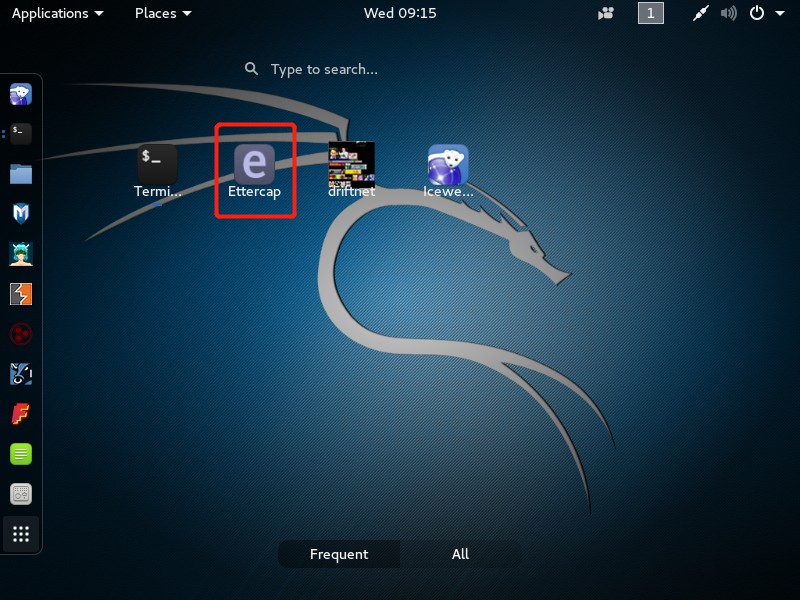 Applications Places Wed 09:15 1
Type to search...
$_
$_ e
Termi... Ettercap driftnet Icewe...
M
Frequent All